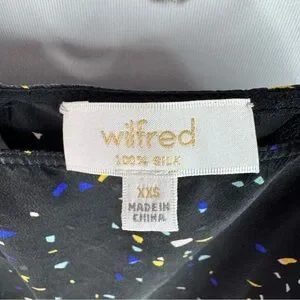 wilfred
100% SILK
XXS
MADE IN
CHINA